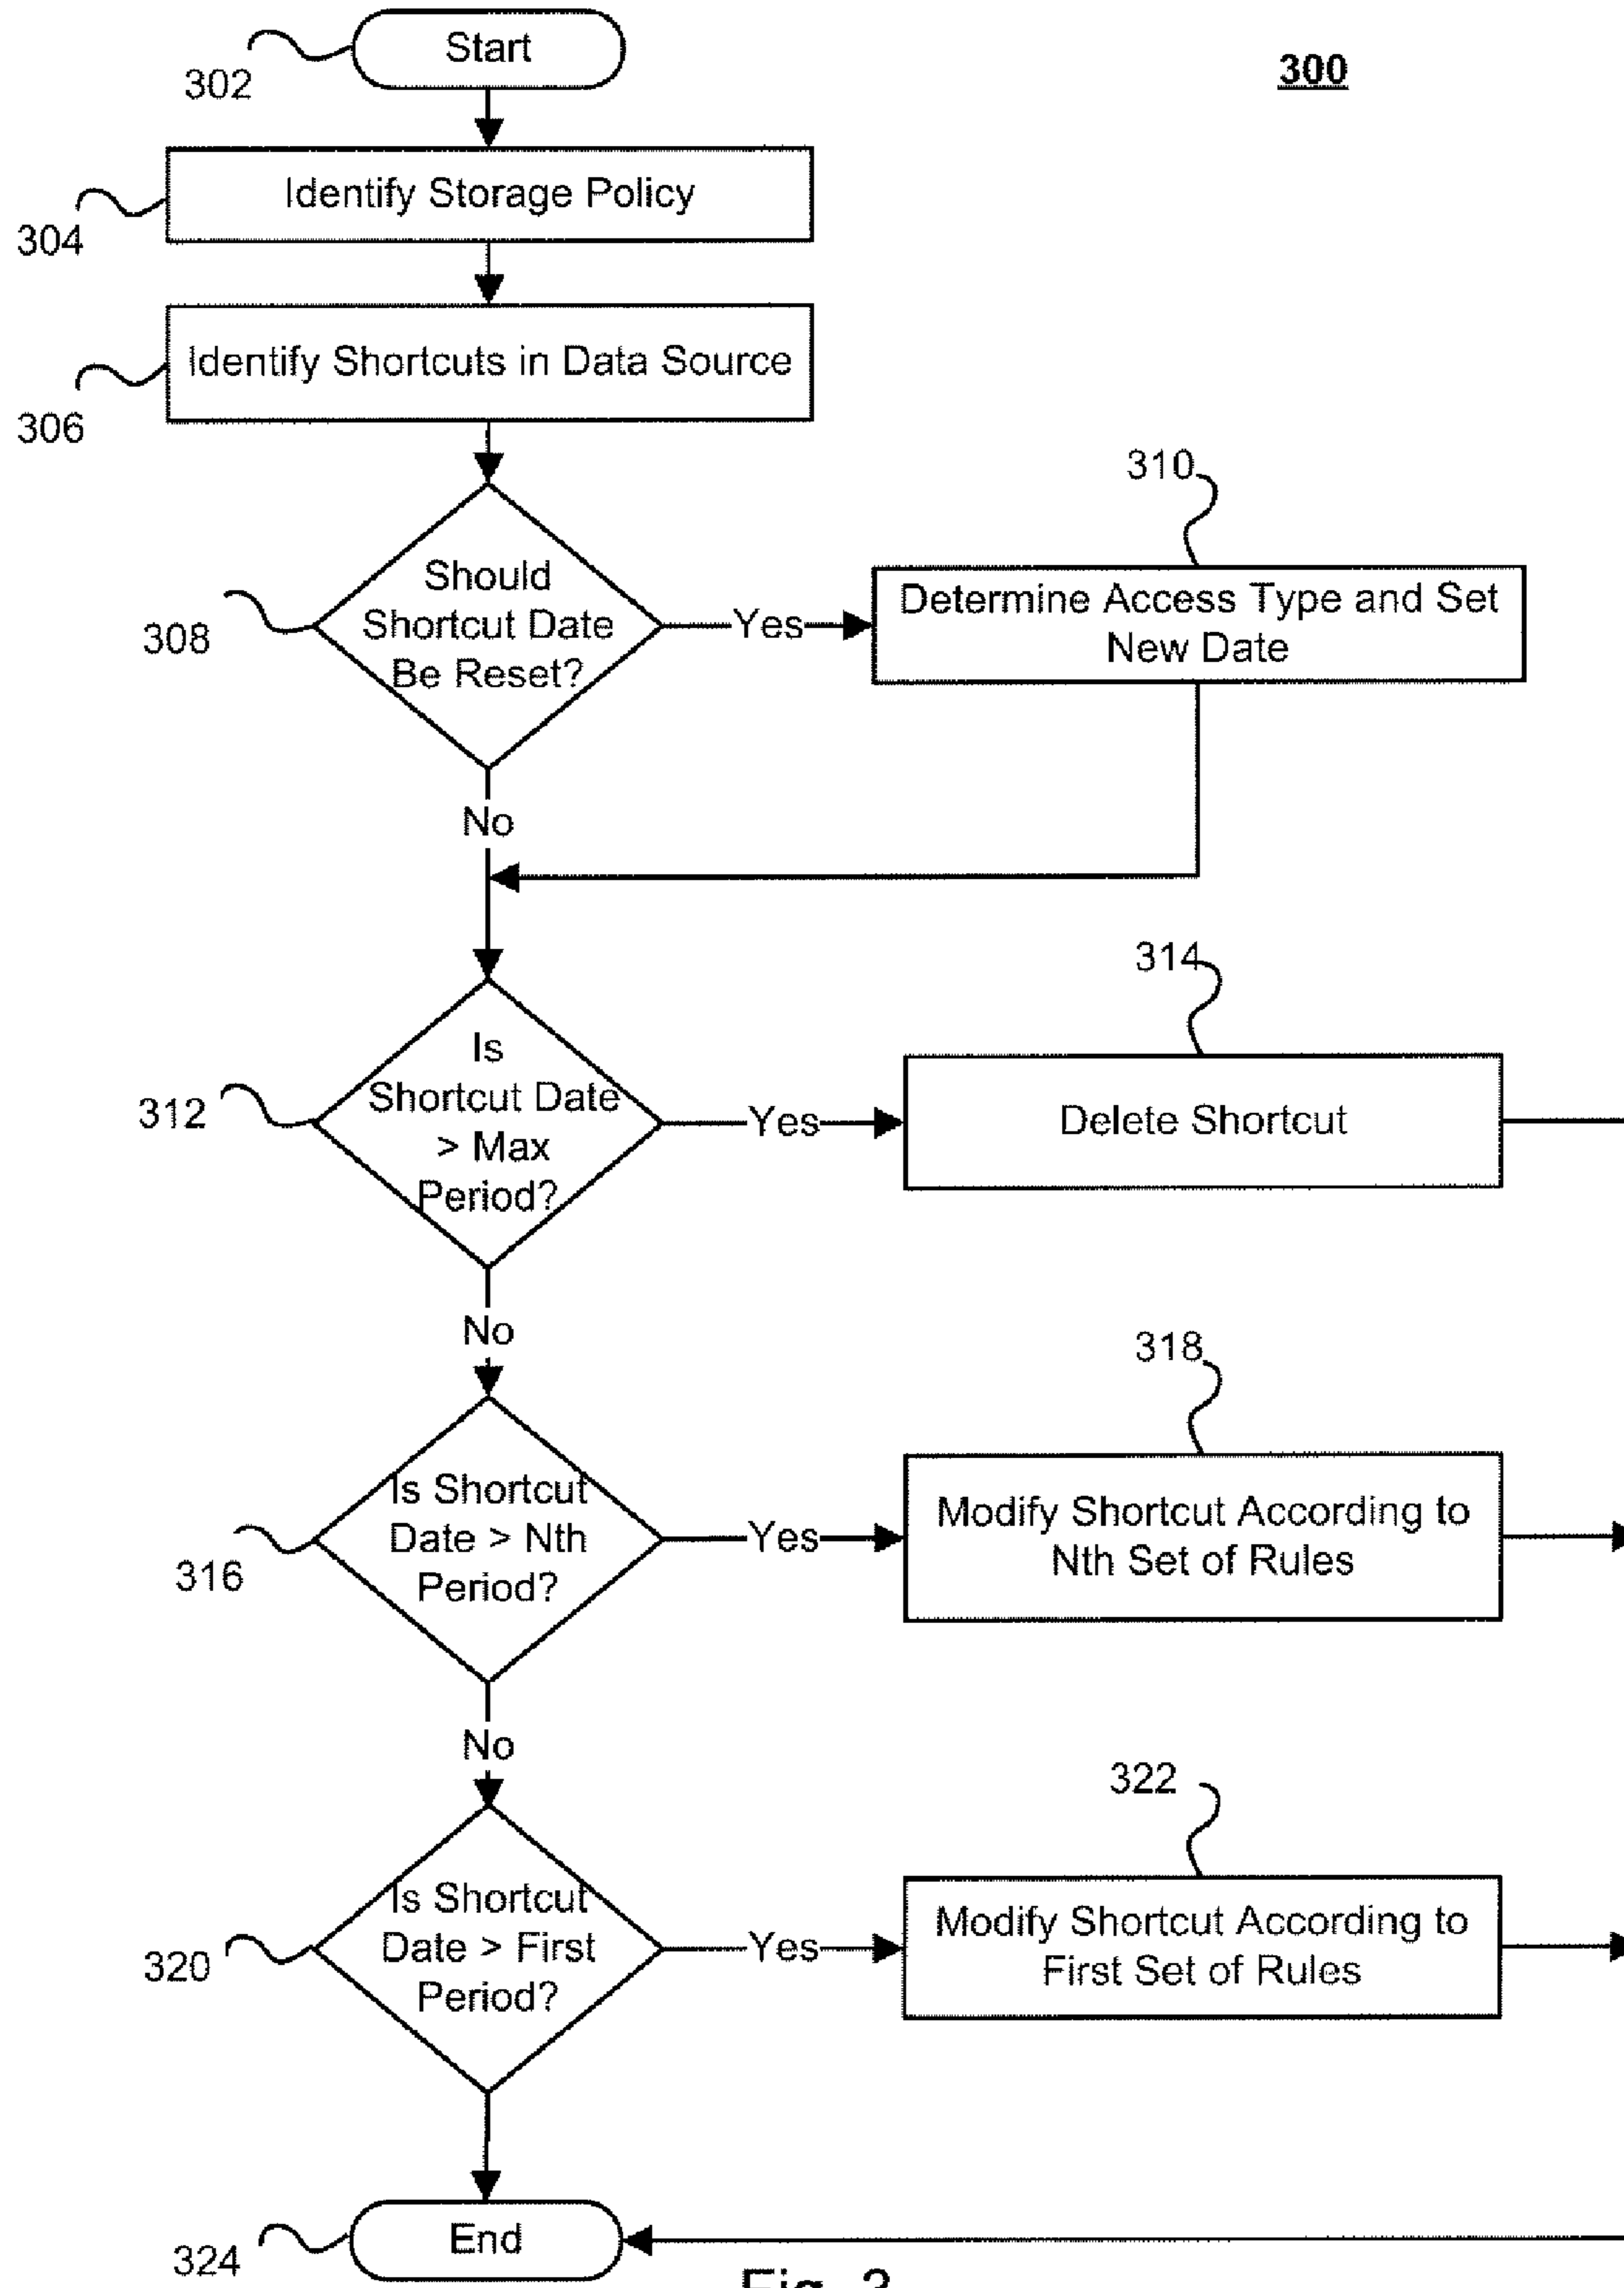 Start
302
300
Identify Storage Policy
304
Identify Shortcuts in Data Source
306
310
Should
Shortcut Date
Be Reset?
308
Yes
Determine Access Type and Set
New Date
No
314
Is
Shortcut Date
> Max
Period?
312
Yes
Delete Shortcut
No
318
Is Shortcut
Date > Nth
Period?
316
Yes
Modify Shortcut According to
Nth Set of Rules
No
322
Is Shortcut
Date > First
Period?
320
Yes
Modify Shortcut According to
First Set of Rules
End
324
Fig. 3